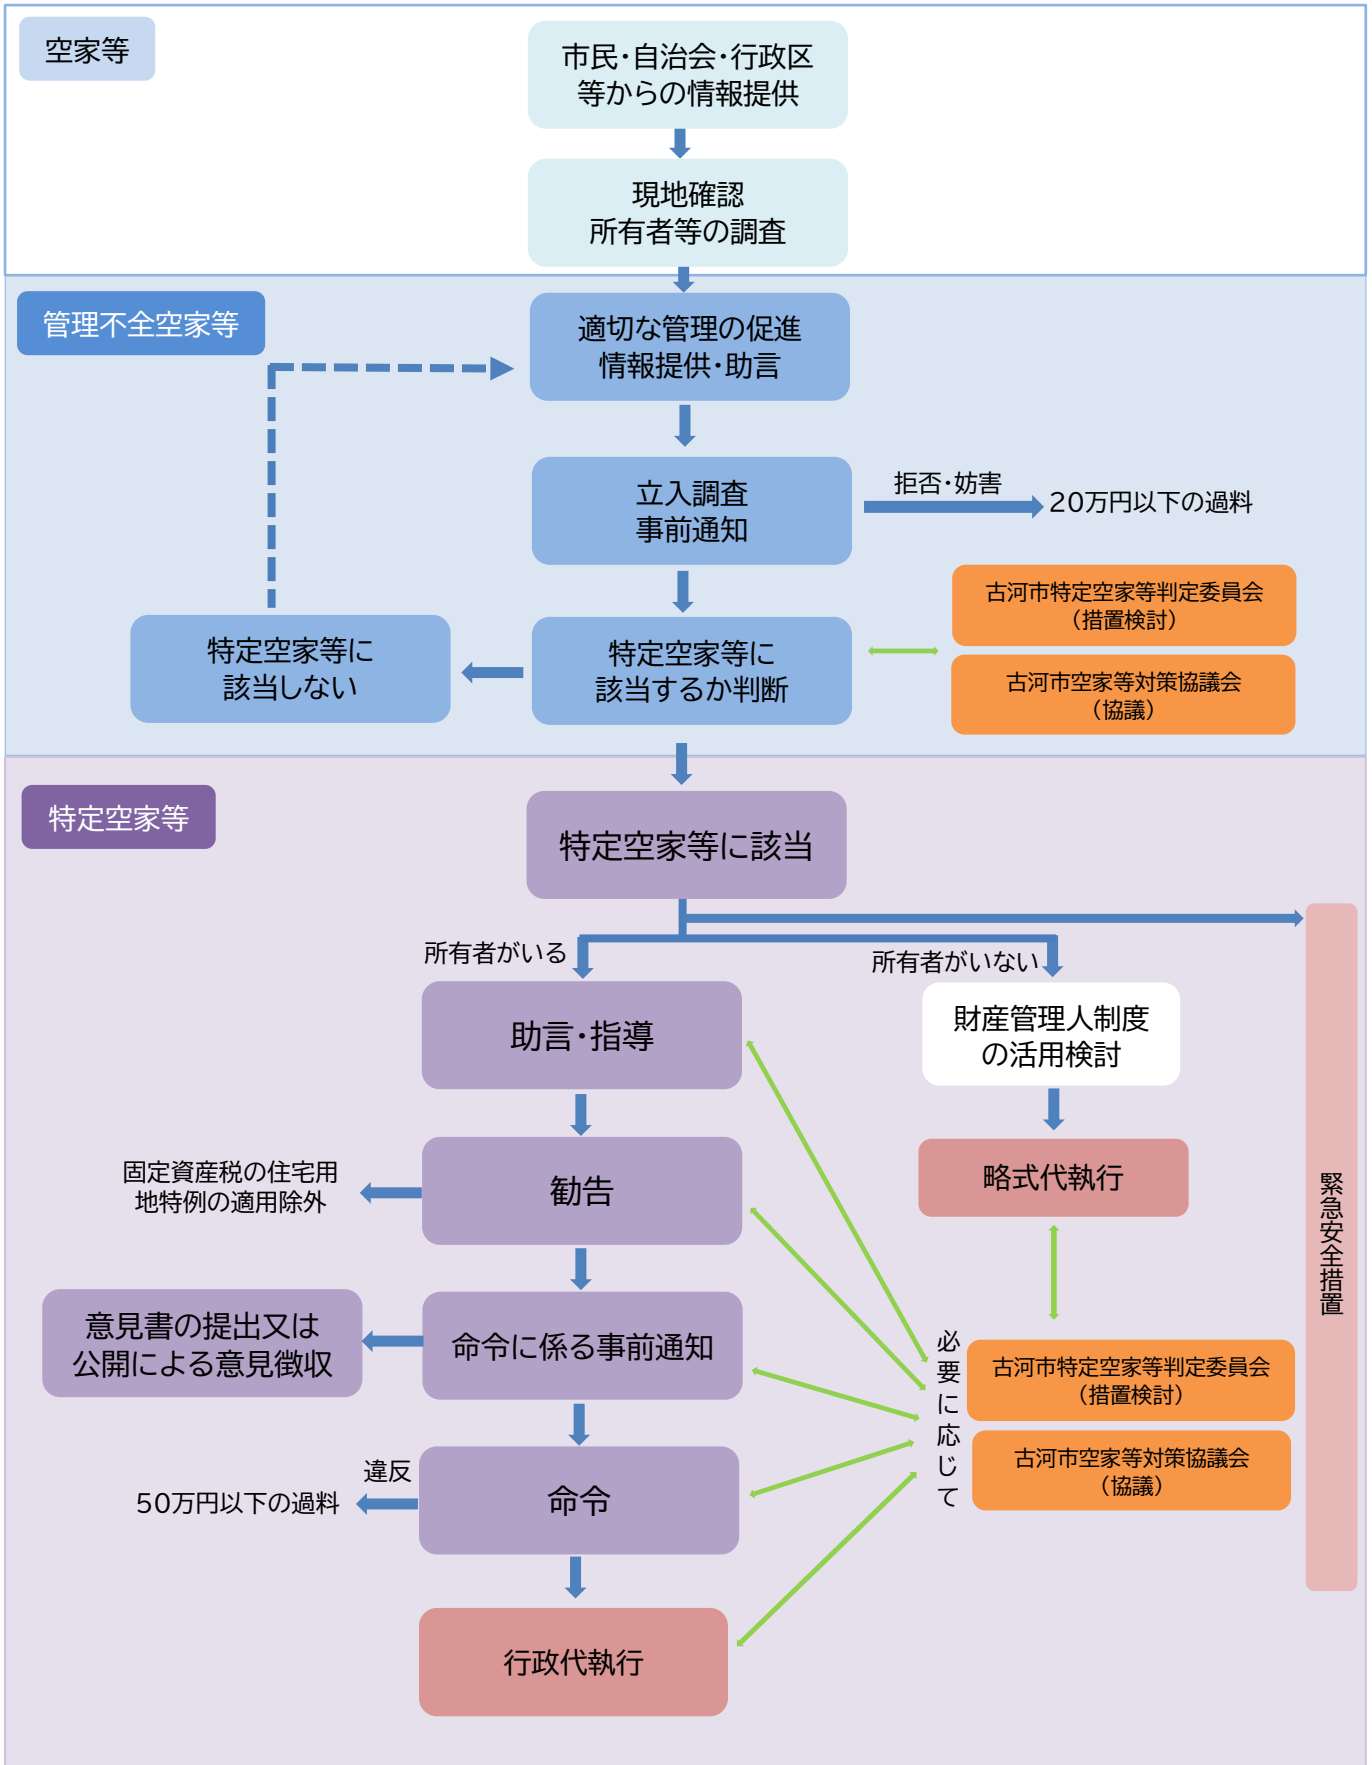 空家等
市民・自治会・行政区
等からの情報提供
現地確認
所有者等の調査
管理不全空家等
適切な管理の促進
情報提供・助言
立入調査
事前通知
拒否・妨害
20万円以下の過料
古河市特定空家等判定委員会
（措置検討）
古河市空家等対策協議会
（協議）
特定空家等に
該当するか判断
特定空家等に
該当しない
特定空家等
特定空家等に該当
所有者がいる
所有者がいない
助言・指導
財産管理人制度
の活用検討
勧告
固定資産税の住宅用
地特例の適用除外
略式代執行
緊急安全措置
命令に係る事前通知
意見書の提出又は
公開による意見徴収
必要に応じて
古河市特定空家等判定委員会
（措置検討）
古河市空家等対策協議会
（協議）
命令
違反
50万円以下の過料
行政代執行